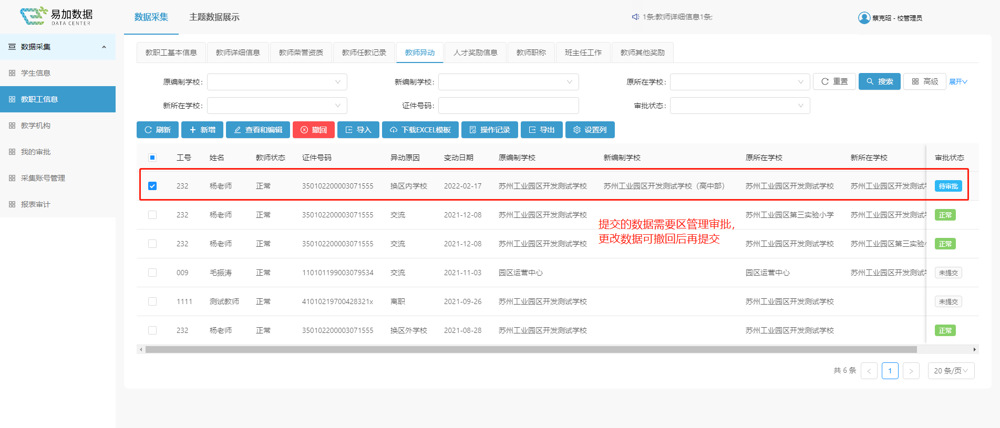 易加数据
DATA CENTER
数据采集
主题数据展示
1条;教师详细信息1条;
蔡克昭 - 校管理员
数据采集
学生信息
教职工信息
教学机构
我的审批
采集账号管理
报表审计
教职工基本信息 教师详细信息 教师荣誉资质 教师任教记录 教师异动 人才奖励信息 教师职称 班主任工作 教师其他奖励
原编制学校: 新编制学校: 原所在学校: 重置 搜索 高级 展开
新所在学校: 证件号码: 审批状态:
刷新 新增 查看和编辑 撤回 导入 下载EXCEL模板 操作记录 导出 设置列
工号 姓名 教师状态 证件号码 异动原因 变动日期 原编制学校 新编制学校 原所在学校 新所在学校 审批状态
232 杨老师 正常 350102200003071555 换区内学校 2022-02-17 苏州工业园区开发测试学校 苏州工业园区开发测试学校（高中部） 苏州工业园区开发测试学校 苏州工业园区开发测试 待审批
232 杨老师 正常 350102200003071555 交流 2021-12-08 苏州工业园区开发测试学校 苏州工业园区第三实验小学 苏州工业园区开发测试 正常
提交的数据需要区管理审批，
更改数据可撤回后再提交
232 杨老师 正常 350102200003071555 交流 2021-12-08 苏州工业园区开发测试学校 苏州工业园区开发测试学校 苏州工业园区第三实验 正常
009 毛振涛 正常 110101199003079534 交流 2021-11-03 园区运营中心 园区运营中心 苏州工业园区开发测试 未提交
1111 测试教师 正常 41010219700428321x 离职 2021-09-26 苏州工业园区开发测试学校 苏州工业园区开发测试学校 未提交
232 杨老师 正常 350102200003071555 换区外学校 2021-08-28 苏州工业园区开发测试学校 苏州工业园区开发测试学校 正常
共 6 条 < 1 > 20 条/页